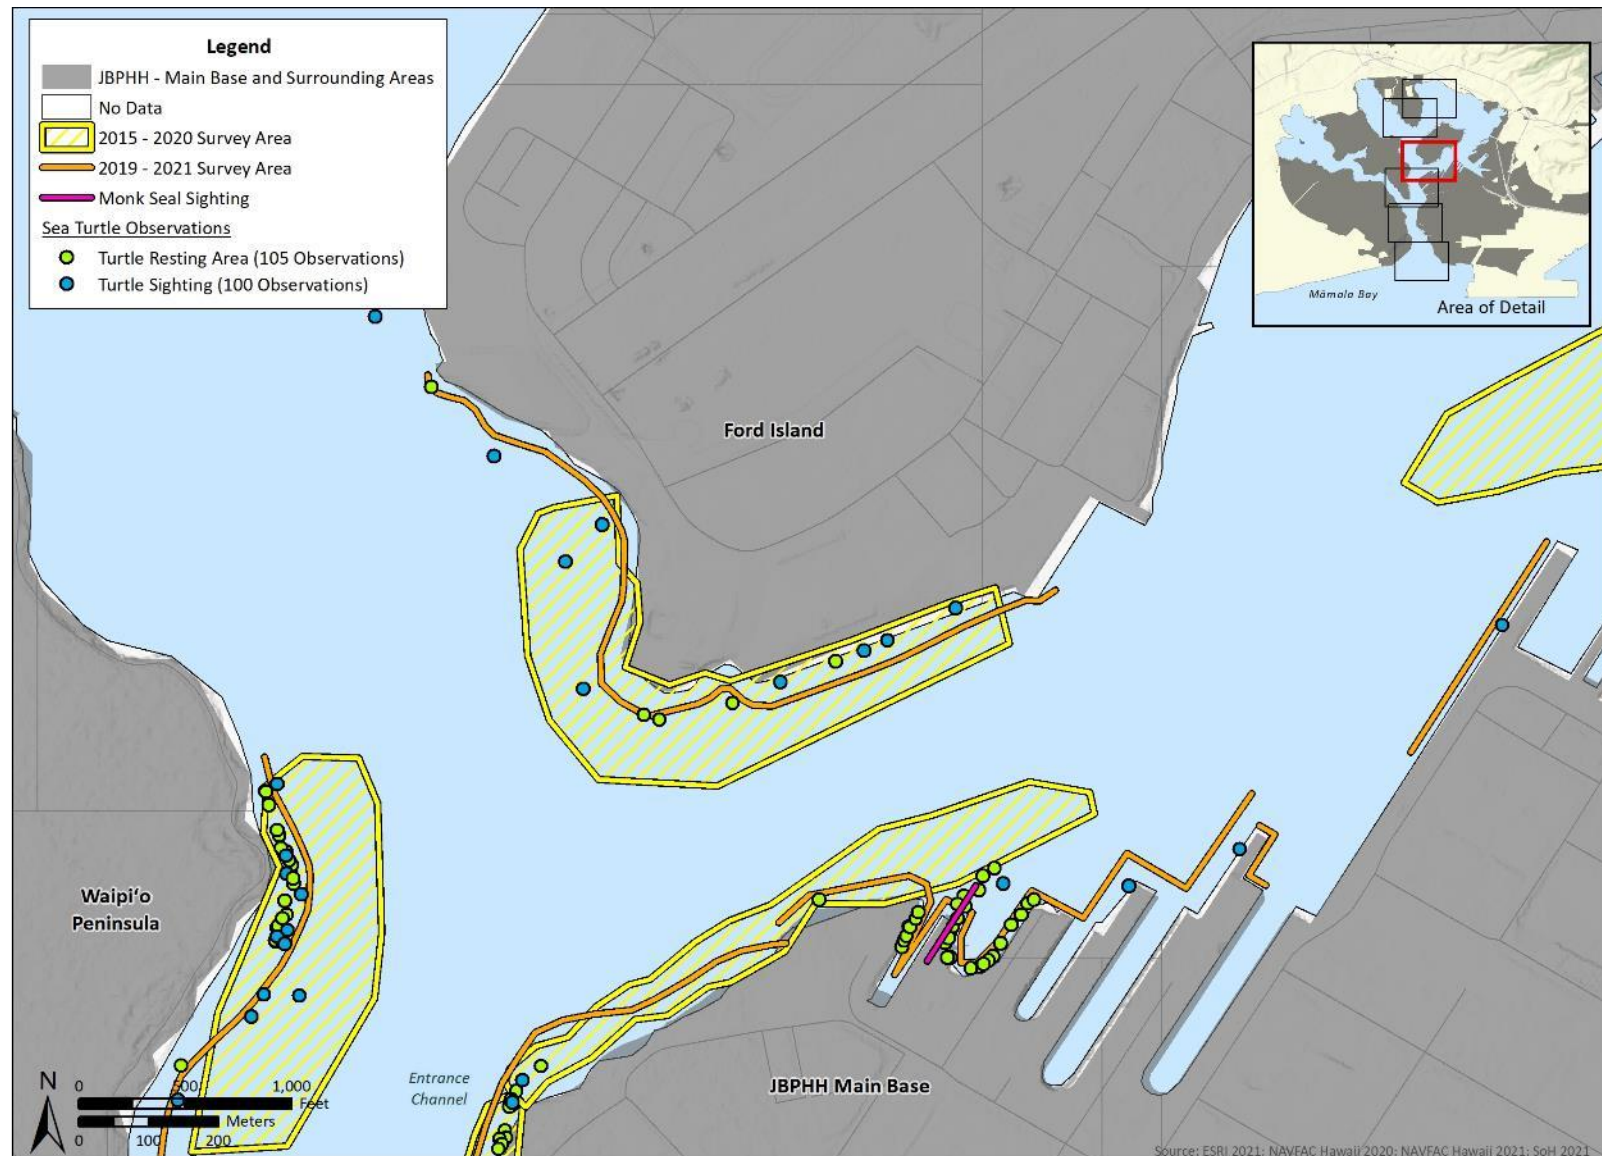 Legend
JBPHH - Main Base and Surrounding Areas
No Data
2015 - 2020 Survey Area
2019 - 2021 Survey Area
Monk Seal Sighting
Sea Turtle Observations
Turtle Resting Area (105 Observations)
Turtle Sighting (100 Observations)
Māmala Bay
Area of Detail
Ford Island
Waipiʻo
Peninsula
Entrance
Channel
JBPHH Main Base
N
0 500 1,000
Feet
Meters
0 100 200
Source: ESRI 2021; NAVFAC Hawaii 2020; NAVFAC Hawaii 2021; SoH 2021